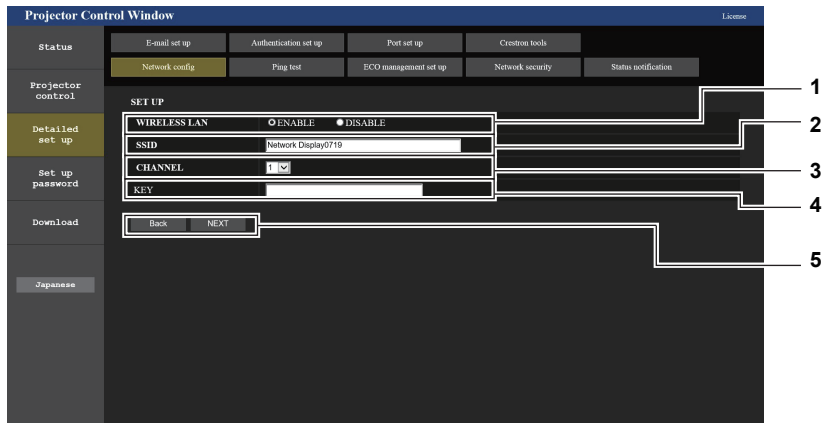 Projector Control Window
License
Status
E-mail set up
Authentication set up
Port set up
Crestron tools
Network config
Ping test
ECO management set up
Network security
Status notification
Projector
control
Detailed
set up
Set up
password
Download
Japanese
SET UP
WIRELESS LAN
ENABLE
DISABLE
SSID
Network Display0719
CHANNEL
1
KEY
Back
NEXT
1
2
3
4
5